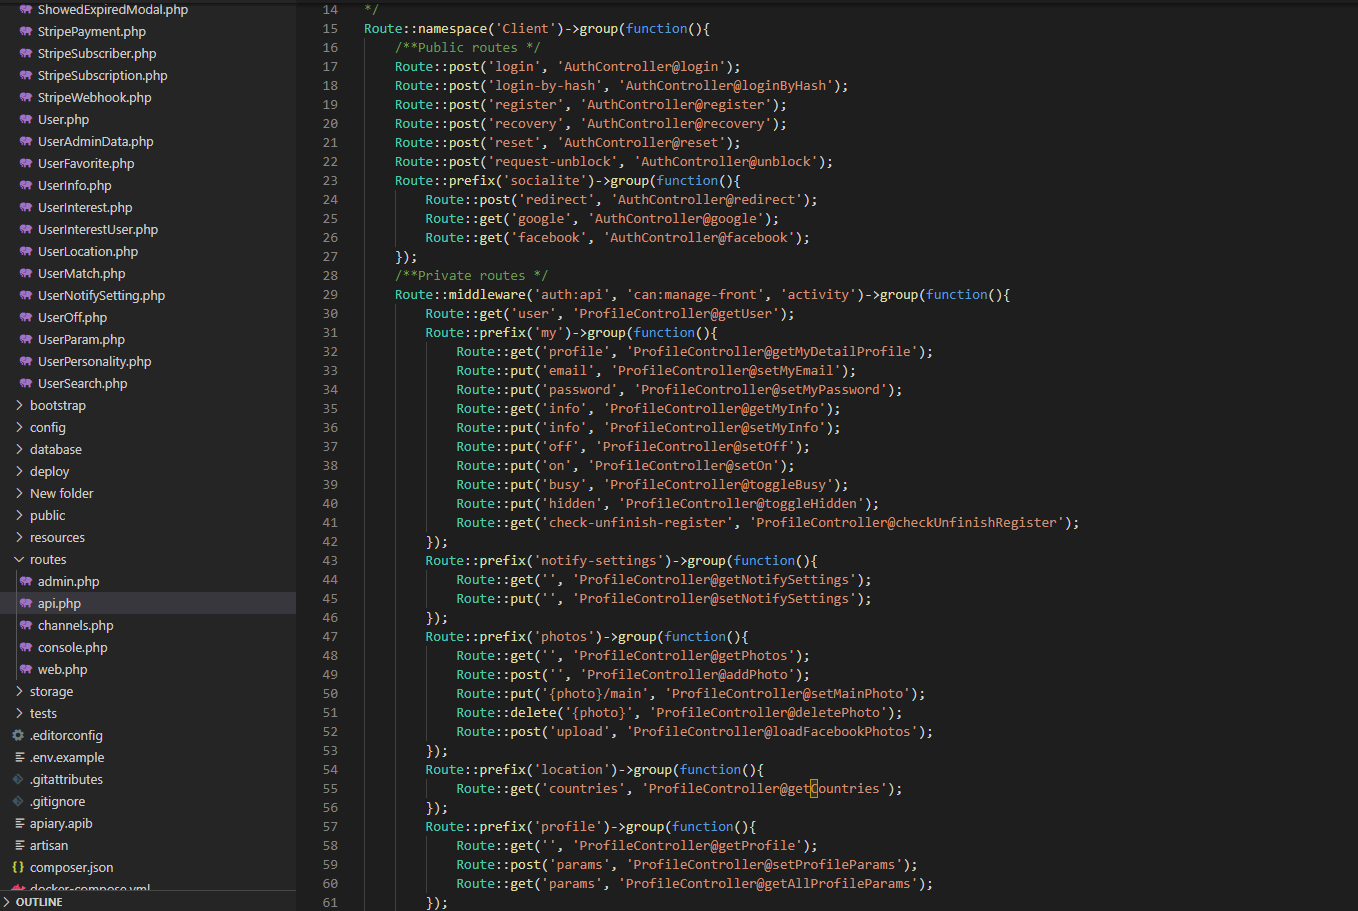 ShowedExpiredModal.php
StripePayment.php
StripeSubscriber.php
StripeSubscription.php
StripeWebhook.php
User.php
UserAdminData.php
UserFavorite.php
UserInfo.php
UserInterest.php
UserInterestUser.php
UserLocation.php
UserMatch.php
UserNotifySetting.php
UserOff.php
UserParam.php
UserPersonality.php
UserSearch.php
bootstrap
config
database
deploy
New folder
public
resources
routes
admin.php
api.php
channels.php
console.php
web.php
storage
tests
.editorconfig
.env.example
.gitattributes
.gitignore
apiary.apib
artisan
{} composer.json
docker-compose.yml
OUTLINE
14 */
15 Route::namespace('Client')->group(function(){
16 /**Public routes */
17 Route::post('login', 'AuthController@login');
18 Route::post('login-by-hash', 'AuthController@loginByHash');
19 Route::post('register', 'AuthController@register');
20 Route::post('recovery', 'AuthController@recovery');
21 Route::post('reset', 'AuthController@reset');
22 Route::post('request-unblock', 'AuthController@unblock');
23 Route::prefix('socialite')->group(function(){
24 Route::post('redirect', 'AuthController@redirect');
25 Route::get('google', 'AuthController@google');
26 Route::get('facebook', 'AuthController@facebook');
27 });
28 /**Private routes */
29 Route::middleware('auth:api', 'can:manage-front', 'activity')->group(function(){
30 Route::get('user', 'ProfileController@getUser');
31 Route::prefix('my')->group(function(){
32 Route::get('profile', 'ProfileController@getMyDetailProfile');
33 Route::put('email', 'ProfileController@setMyEmail');
34 Route::put('password', 'ProfileController@setMyPassword');
35 Route::get('info', 'ProfileController@getMyInfo');
36 Route::put('info', 'ProfileController@setMyInfo');
37 Route::put('off', 'ProfileController@setOff');
38 Route::put('on', 'ProfileController@setOn');
39 Route::put('busy', 'ProfileController@toggleBusy');
40 Route::put('hidden', 'ProfileController@toggleHidden');
41 Route::get('check-unfinish-register', 'ProfileController@checkUnfinishRegister');
42 });
43 Route::prefix('notify-settings')->group(function(){
44 Route::get('', 'ProfileController@getNotifySettings');
45 Route::put('', 'ProfileController@setNotifySettings');
46 });
47 Route::prefix('photos')->group(function(){
48 Route::get('', 'ProfileController@getPhotos');
49 Route::post('', 'ProfileController@addPhoto');
50 Route::put('{photo}/main', 'ProfileController@setMainPhoto');
51 Route::delete('{photo}', 'ProfileController@deletePhoto');
52 Route::post('upload', 'ProfileController@loadFacebookPhotos');
53 });
54 Route::prefix('location')->group(function(){
55 Route::get('countries', 'ProfileController@getCountries');
56 });
57 Route::prefix('profile')->group(function(){
58 Route::get('', 'ProfileController@getProfile');
59 Route::post('params', 'ProfileController@setProfileParams');
60 Route::get('params', 'ProfileController@getAllProfileParams');
61 });